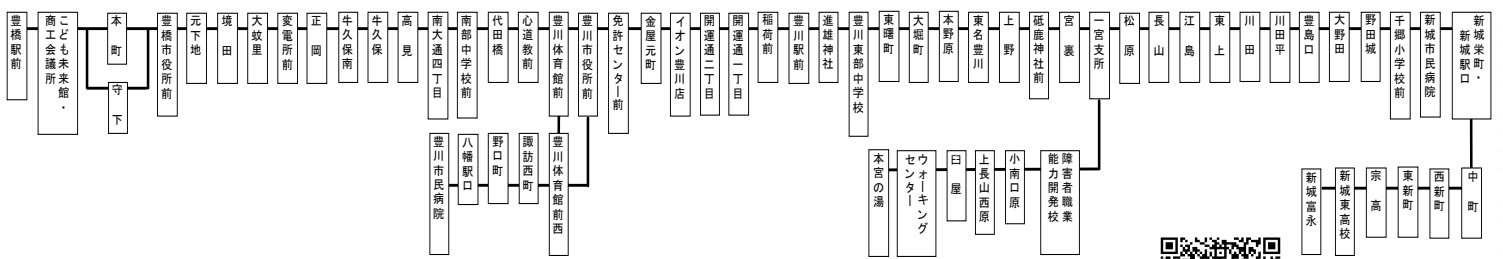 豊橋駅前
こども未来館・
商工会議所
本町
守下
豊橋市役所前
元下地
境田
大蚊里
変電所前
正岡
牛久保南
牛久保
高見
南大通四丁目
南部中学校前
代田橋
心道教前
豊川体育館前
豊川市役所前
免許センター前
金屋元町
イオン豊川店
開運通二丁目
開運通一丁目
稲荷前
豊川駅前
進雄神社
豊川東部中学校
東曙町
大堀町
本野原
東名豊川
上野
砥鹿神社前
宮裏
一宮支所
松原
長山
江島
東上
川田
川田平
豊島口
大野田
野田城
千郷小学校前
新城市民病院
新城栄町・
新城駅口
豊川市民病院
八幡駅口
野口町
諏訪西町
豊川体育館前西
本宮の湯
ウォーキング
センター
臼屋
上長山西原
小南口原
障害者職業
能力開発校
新城富永
新城東高校
宗高
東新町
西新町
中町